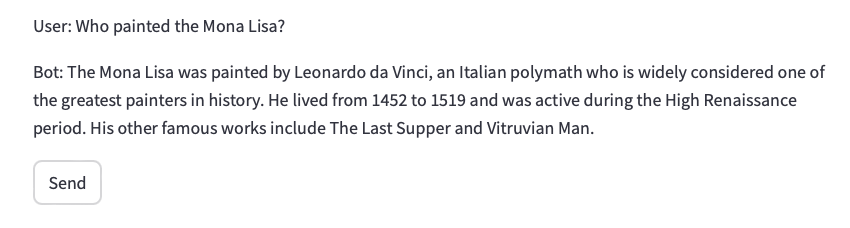 User: Who painted the Mona Lisa?
Bot: The Mona Lisa was painted by Leonardo da Vinci, an Italian polymath who is widely considered one of
the greatest painters in history. He lived from 1452 to 1519 and was active during the High Renaissance
period. His other famous works include The Last Supper and Vitruvian Man.
Send